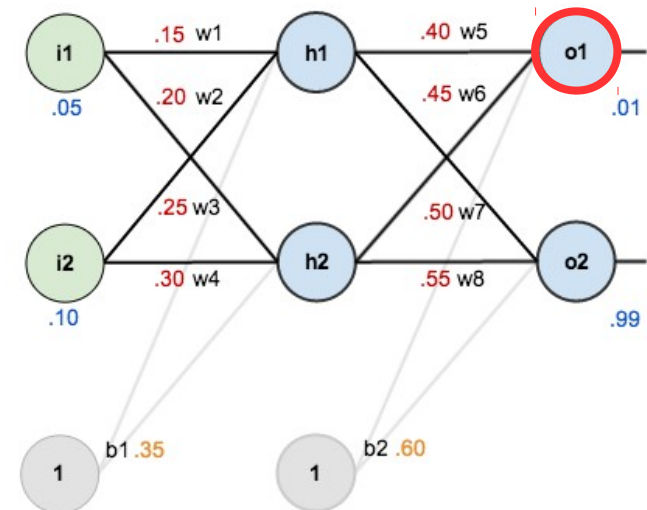 i1
.15 w1
h1
.40 w5
o1
.05
.20 w2
.45 w6
.01
.25 w3
.50 w7
i2
.30 w4
h2
.55 w8
o2
.10
.99
b1 .35
b2 .60
1
1